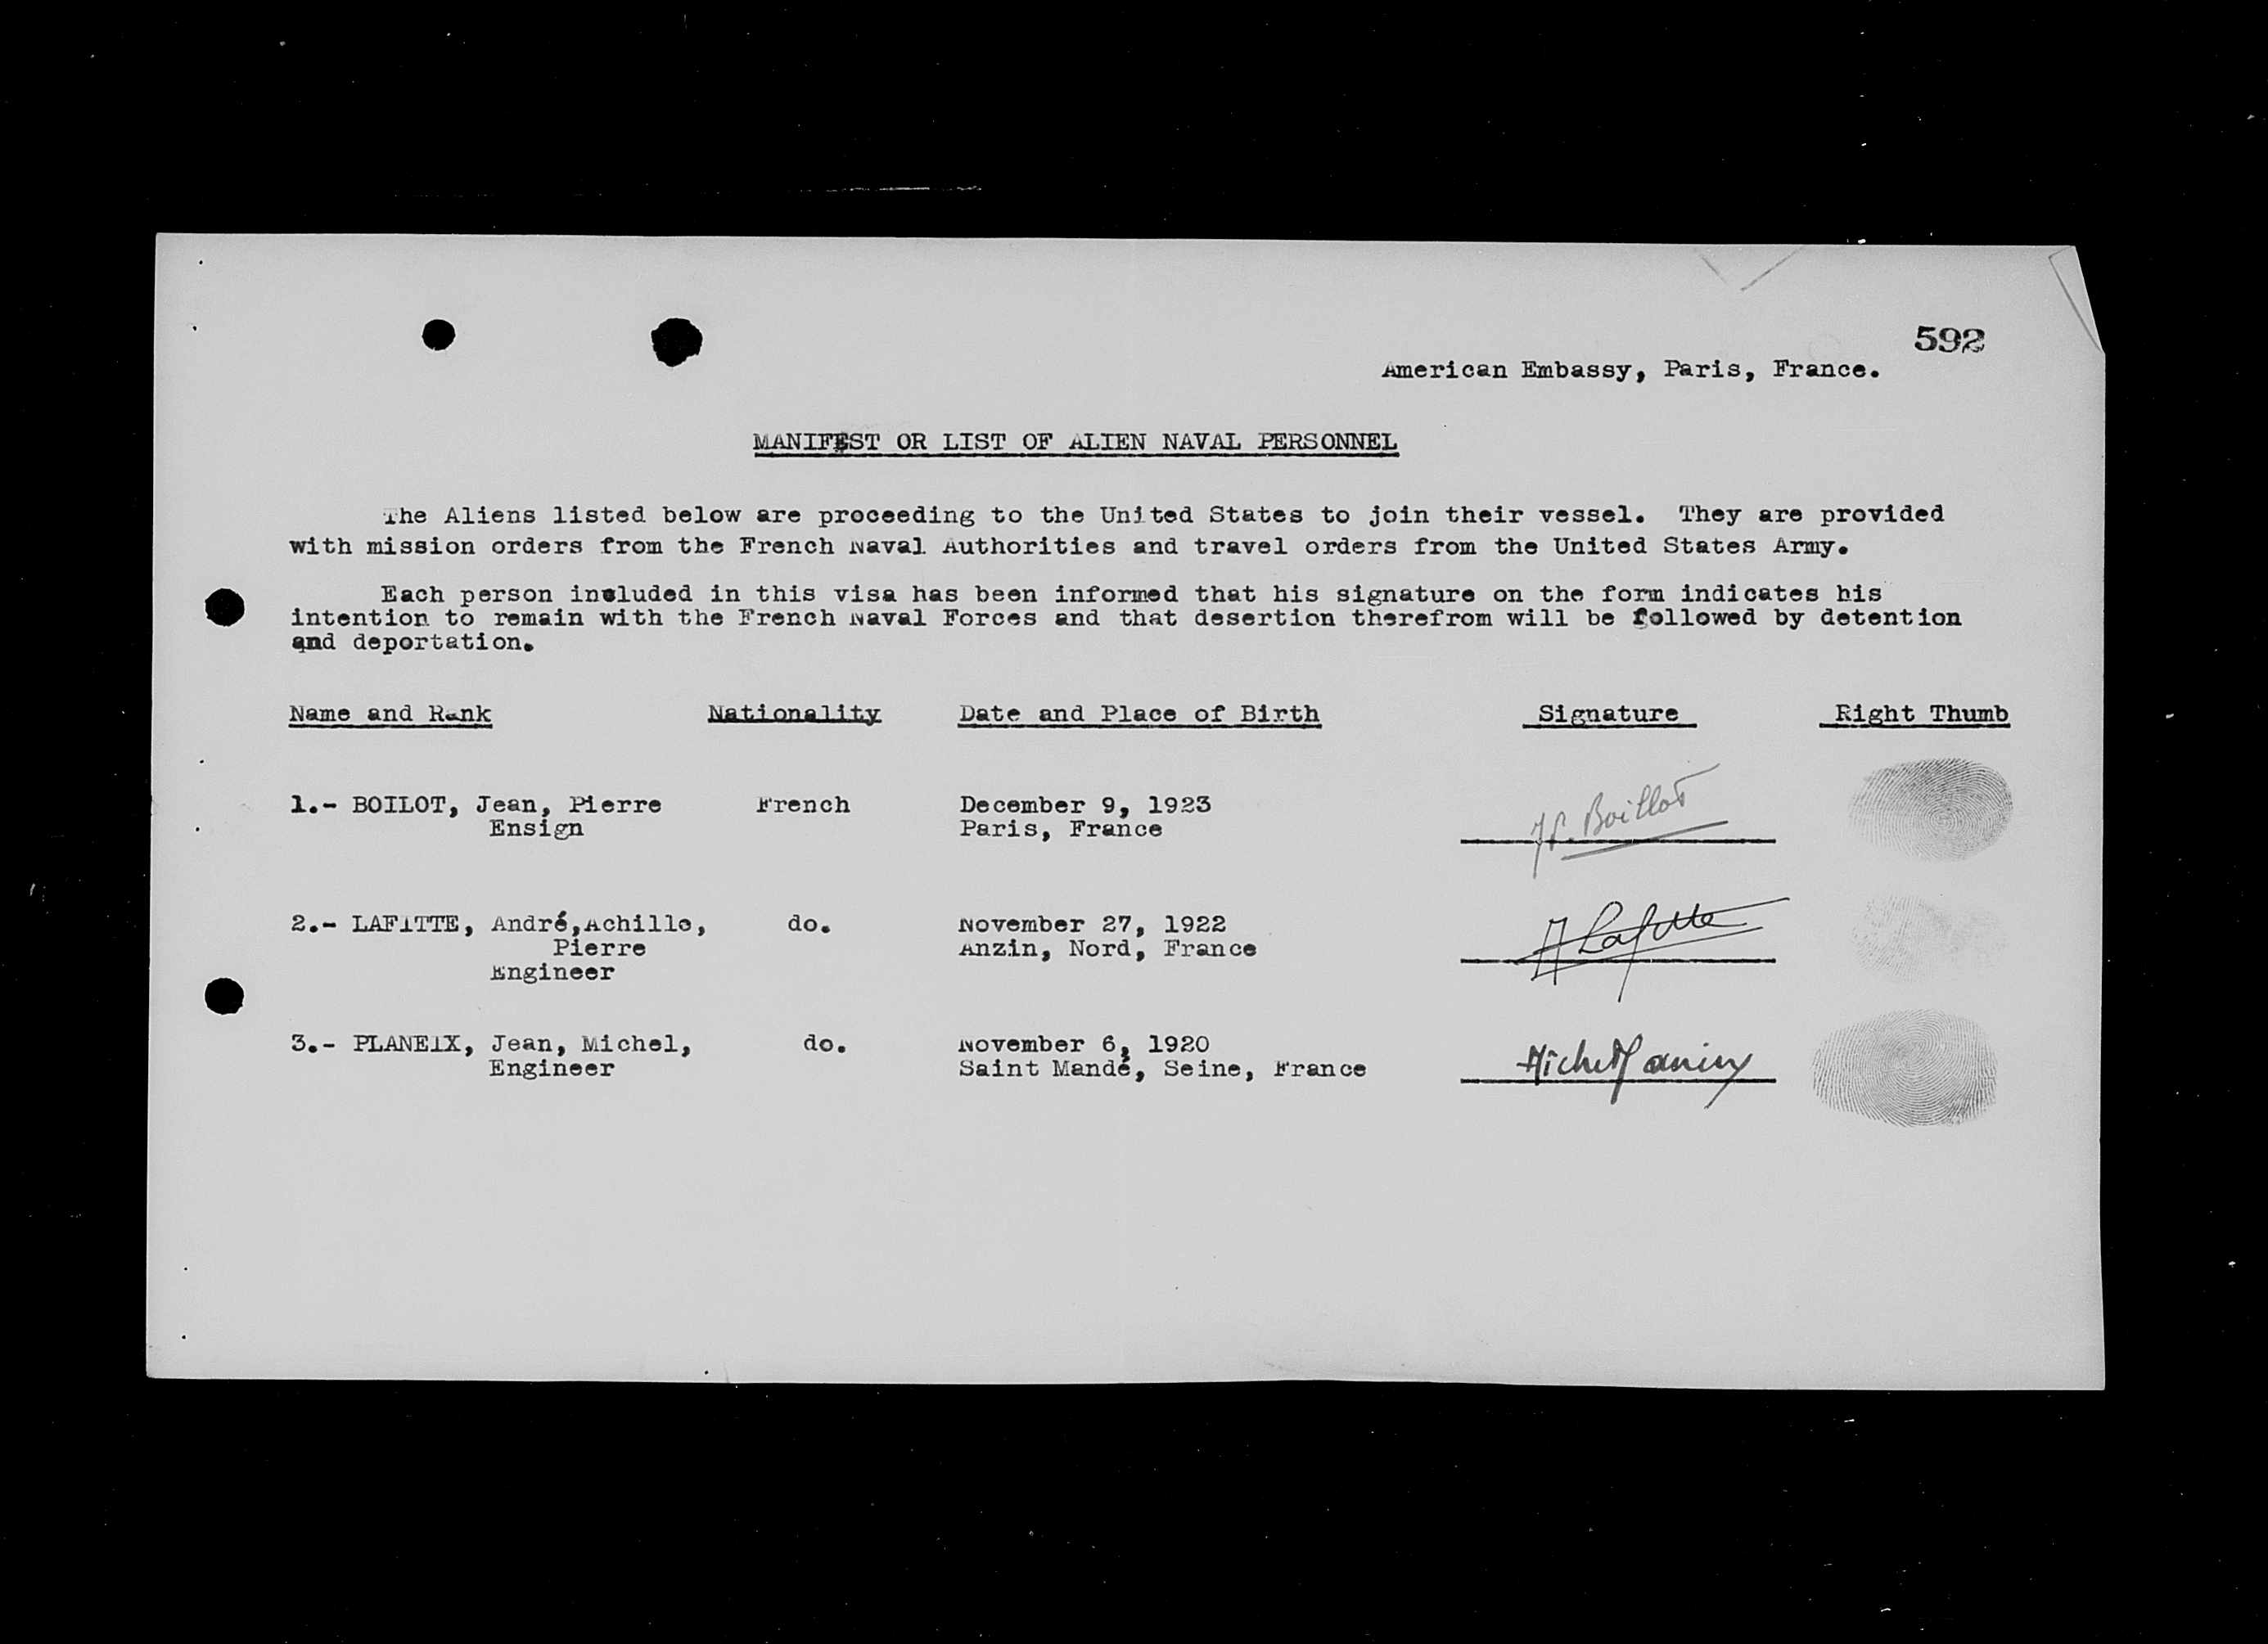 592
American Embassy, Paris, France.
MANIFEST OR LIST OF ALIEN NAVAL PERSONNEL
The Aliens listed below are proceeding to the United States to join their vessel. They are provided
with mission orders from the French Naval Authorities and travel orders from the United States Army.
Each person included in this visa has been informed that his signature on the form indicates his
intention to remain with the French Naval Forces and that desertion therefrom will be followed by detention
and deportation.
Name and Rank Nationality Date and Place of Birth Signature Right Thumb
1.- BOILOT, Jean, Pierre French December 9, 1923 J.P. Boillot
Ensign Paris, France
2.- LAFITTE, André,Achille, do. November 27, 1922 A Lafitte
Pierre Anzin, Nord, France
Engineer
3.- PLANEIX, Jean, Michel, do. November 6, 1920
Engineer Saint Mandé, Seine, France Michel Planeix